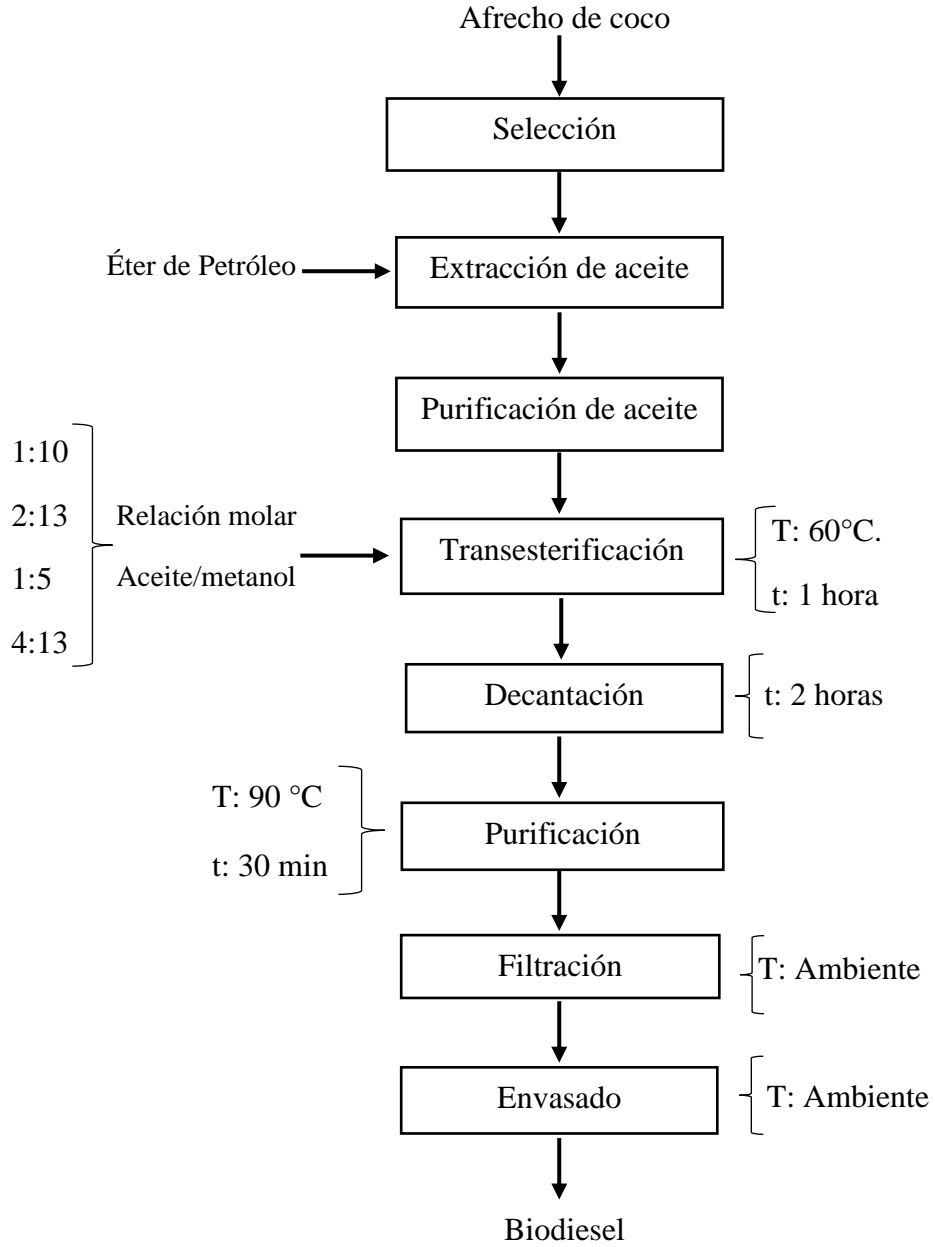 Afrecho de coco
Selección
Éter de Petróleo
Extracción de aceite
Purificación de aceite
1:10
2:13
1:5
4:13
Relación molar
Aceite/metanol
Transesterificación
T: 60°C.
t: 1 hora
Decantación
t: 2 horas
T: 90 °C
t: 30 min
Purificación
Filtración
T: Ambiente
Envasado
T: Ambiente
Biodiesel